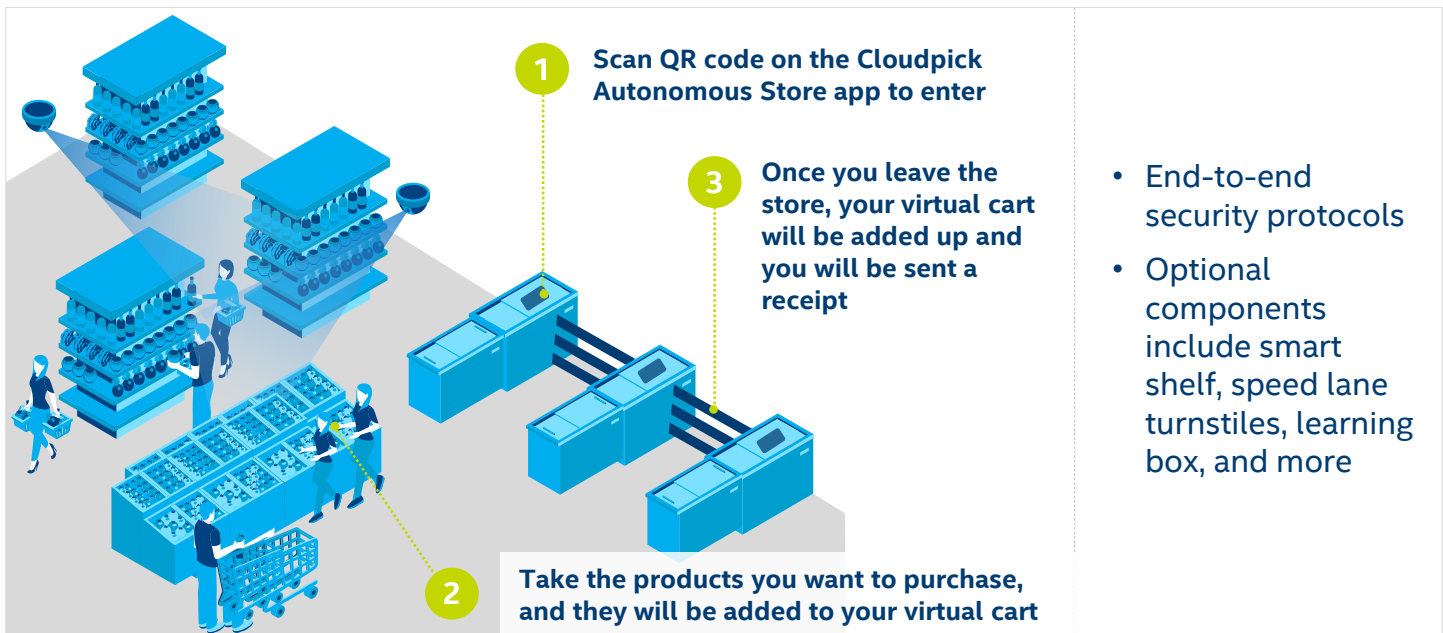 1
Scan QR code on the Cloudpick
Autonomous Store app to enter
2
Take the products you want to purchase,
and they will be added to your virtual cart
3
Once you leave the
store, your virtual cart
will be added up and
you will be sent a
receipt
• End-to-end
security protocols
• Optional
components
include smart
shelf, speed lane
turnstiles, learning
box, and more